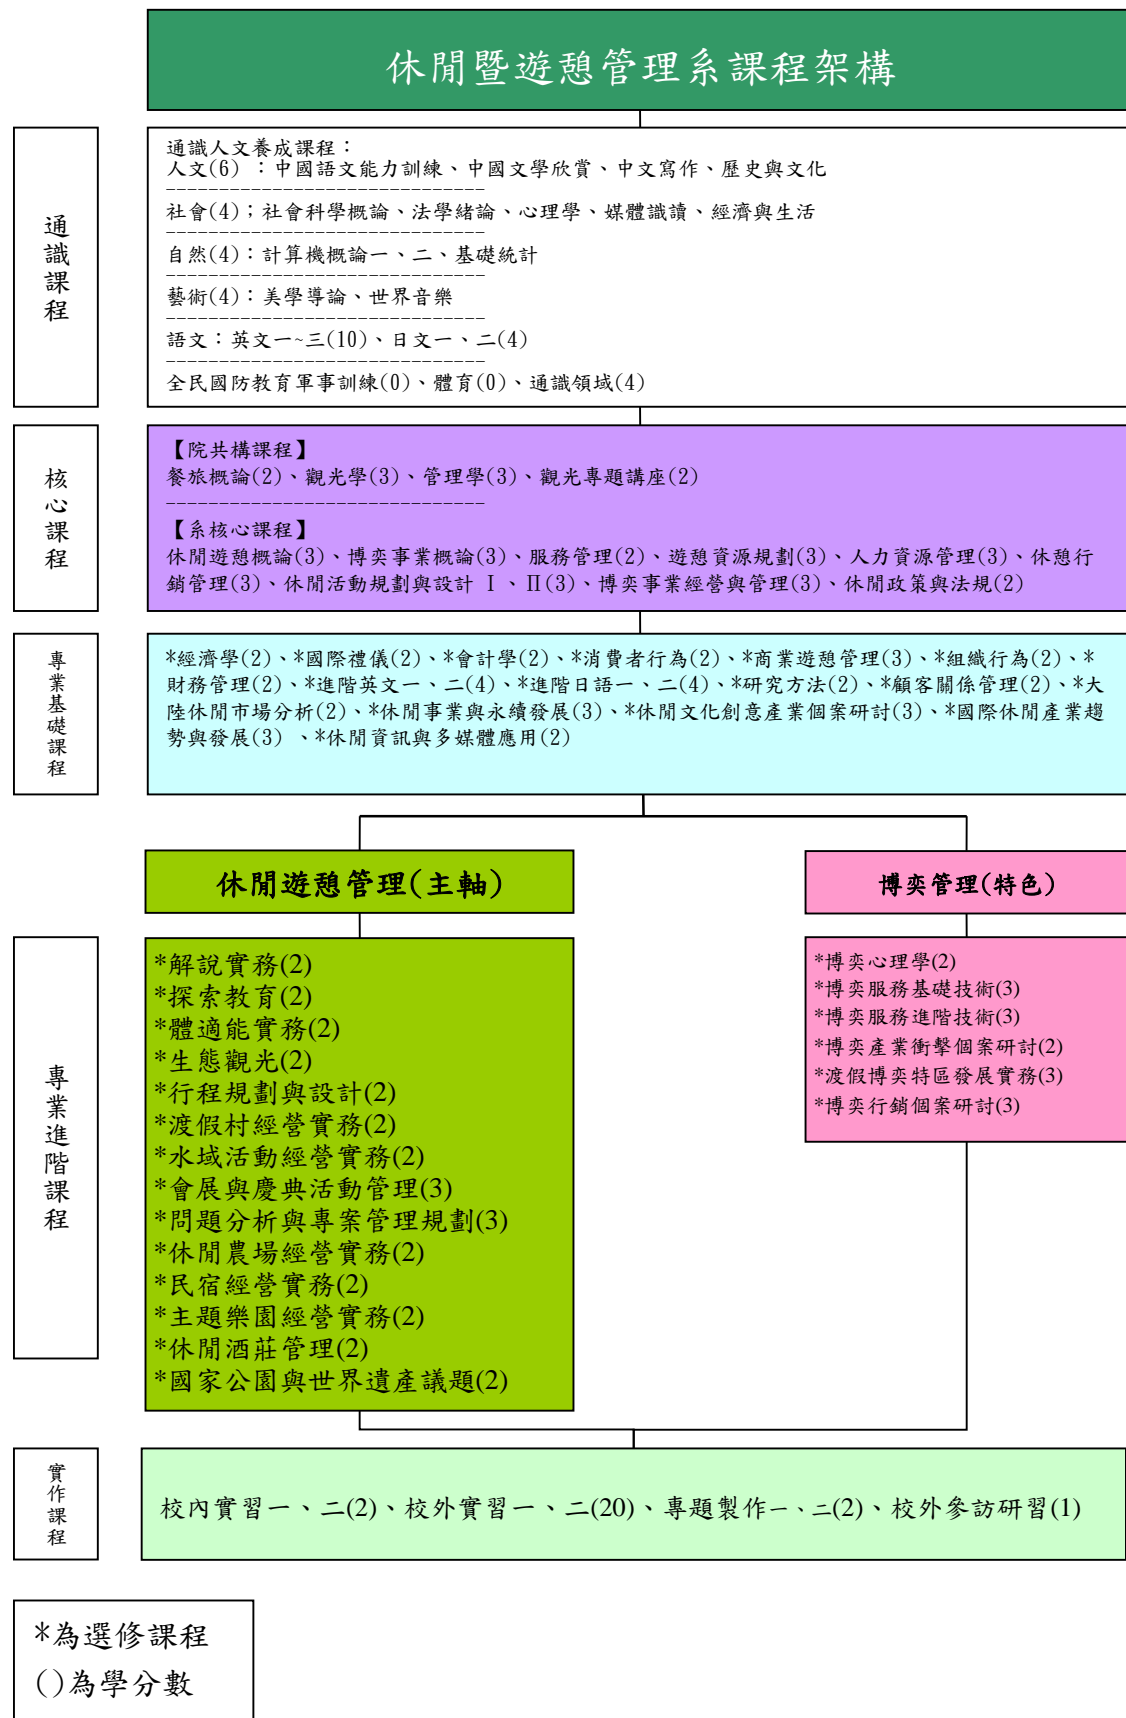 休閒暨遊憩管理系課程架構
通識課程
通識人文養成課程：
人文(6) ：中國語文能力訓練、中國文學欣賞、中文寫作、歷史與文化
------------------------------
社會(4)；社會科學概論、法學緒論、心理學、媒體識讀、經濟與生活
------------------------------
自然(4)：計算機概論一、二、基礎統計
------------------------------
藝術(4)：美學導論、世界音樂
------------------------------
語文：英文一~三(10)、日文一、二(4)
------------------------------
全民國防教育軍事訓練(0)、體育(0)、通識領域(4)
核心課程
【院共構課程】
餐旅概論(2)、觀光學(3)、管理學(3)、觀光專題講座(2)
------------------------------
【系核心課程】
休閒遊憩概論(3)、博奕事業概論(3)、服務管理(2)、遊憩資源規劃(3)、人力資源管理(3)、休憩行
銷管理(3)、休閒活動規劃與設計 Ⅰ、Ⅱ(3)、博奕事業經營與管理(3)、休閒政策與法規(2)
專業基礎課程
*經濟學(2)、*國際禮儀(2)、*會計學(2)、*消費者行為(2)、*商業遊憩管理(3)、*組織行為(2)、*
財務管理(2)、*進階英文一、二(4)、*進階日語一、二(4)、*研究方法(2)、*顧客關係管理(2)、*大
陸休閒市場分析(2)、*休閒事業與永續發展(3)、*休閒文化創意產業個案研討(3)、*國際休閒產業趨
勢與發展(3) 、*休閒資訊與多媒體應用(2)
休閒遊憩管理(主軸)
博奕管理(特色)
專業進階課程
*解說實務(2)
*探索教育(2)
*體適能實務(2)
*生態觀光(2)
*行程規劃與設計(2)
*渡假村經營實務(2)
*水域活動經營實務(2)
*會展與慶典活動管理(3)
*問題分析與專案管理規劃(3)
*休閒農場經營實務(2)
*民宿經營實務(2)
*主題樂園經營實務(2)
*休閒酒莊管理(2)
*國家公園與世界遺產議題(2)
*博奕心理學(2)
*博奕服務基礎技術(3)
*博奕服務進階技術(3)
*博奕產業衝擊個案研討(2)
*渡假博奕特區發展實務(3)
*博奕行銷個案研討(3)
實作課程
校內實習一、二(2)、校外實習一、二(20)、專題製作一、二(2)、校外參訪研習(1)
*為選修課程
()為學分數